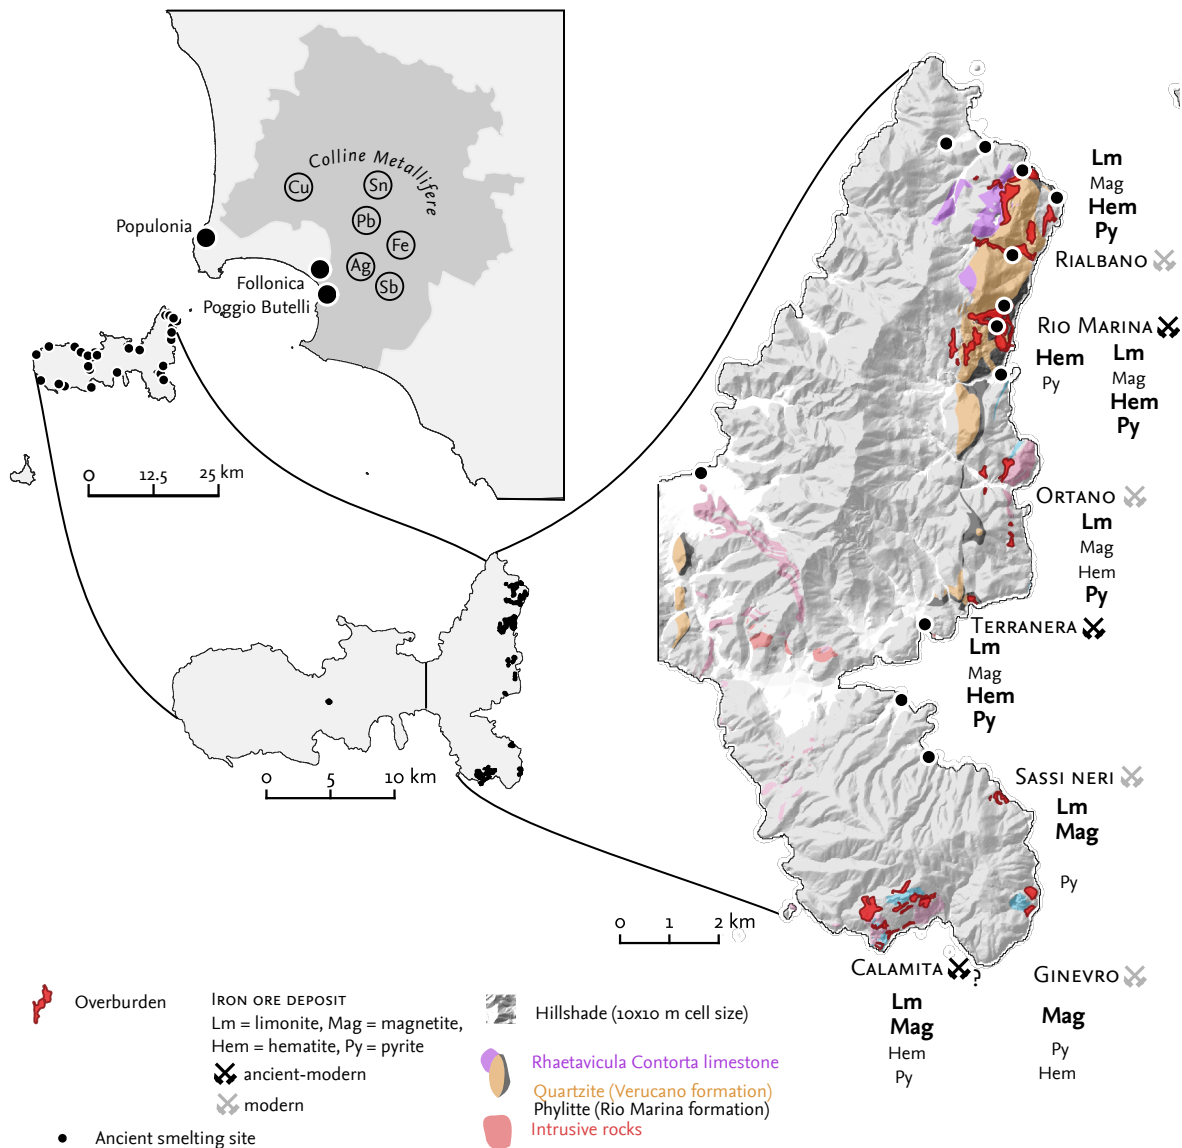 Colline Metallifere
Cu
Sn
Pb
Fe
Ag
Sb
Populonia
Follonica
Poggio Butelli
0 12.5 25 km
0 5 10 km
0 1 2 km
Lm
Mag
Hem
Py
Rialbano
Rio Marina
Hem
Py
Lm
Mag
Hem
Py
Ortano
Lm
Mag
Hem
Py
Terranera
Lm
Mag
Hem
Py
Sassi neri
Lm
Mag
Py
Calamita ?
Lm
Mag
Hem
Py
Ginevro
Mag
Py
Hem
Overburden
Iron ore deposit
Lm = limonite, Mag = magnetite,
Hem = hematite, Py = pyrite
ancient-modern
modern
Ancient smelting site
Hillshade (10x10 m cell size)
Rhaetavicula Contorta limestone
Quartzite (Verucano formation)
Phylitte (Rio Marina formation)
Intrusive rocks